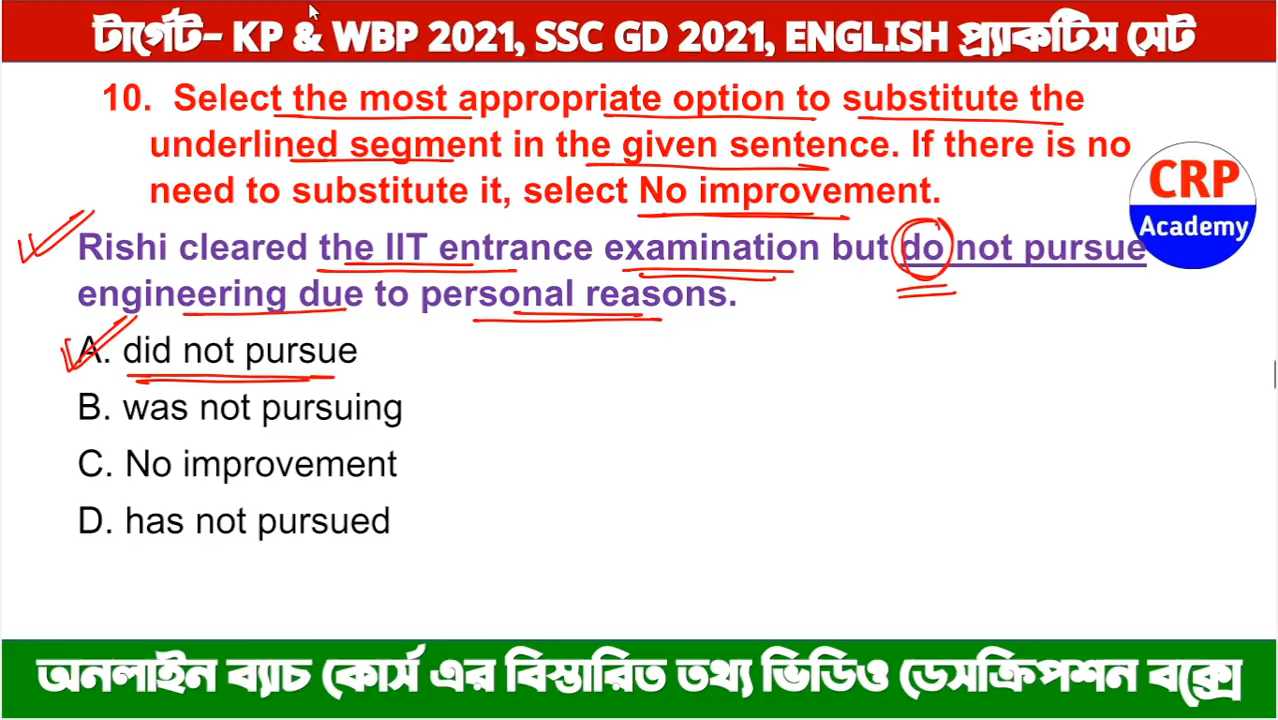 টার্গেট- KP & WBP 2021, SSC GD 2021, ENGLISH প্র্যাকটিস সেট
10. Select the most appropriate option to substitute the
underlined segment in the given sentence. If there is no
need to substitute it, select No improvement.
CRP
Academy
Rishi cleared the IIT entrance examination but do not pursue
engineering due to personal reasons.
A. did not pursue
B. was not pursuing
C. No improvement
D. has not pursued
অনলাইন ব্যাচ কোর্স এর বিস্তারিত তথ্য ভিডিও ডেসক্রিপশন বক্সে